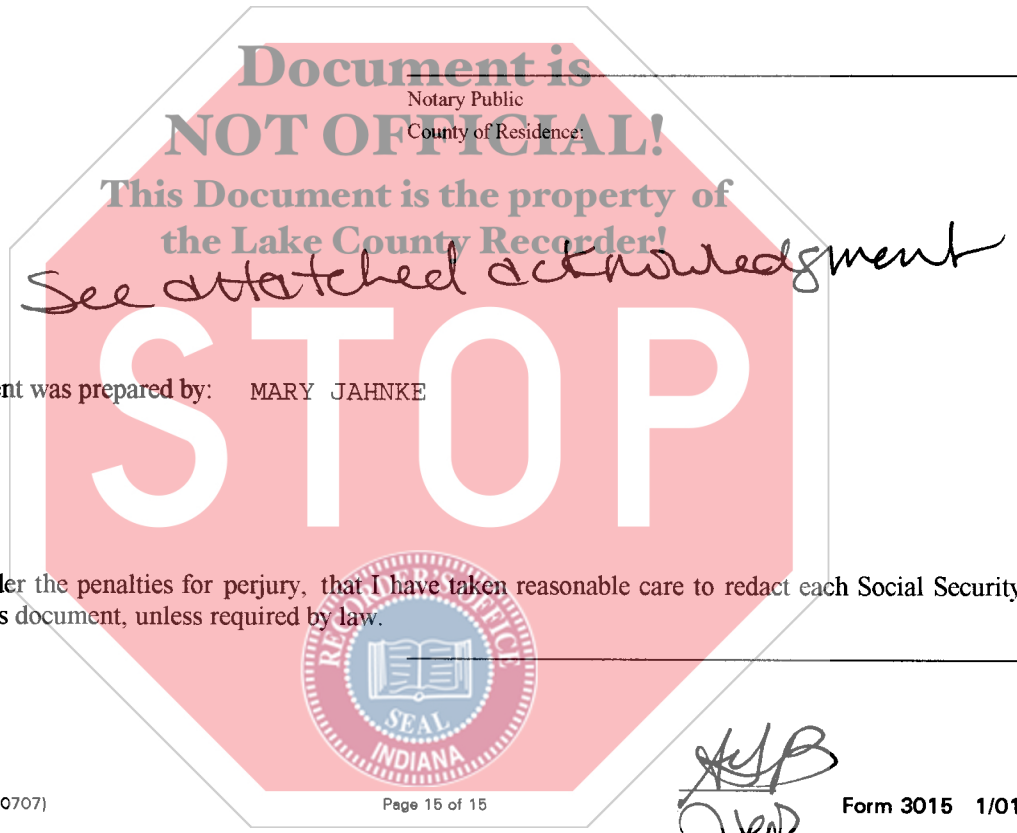 Document is
Notary Public
NOT OFFICIAL!
County of Residence:
This Document is the property of
the Lake County Recorder!
See attatched acknowledgment
STOP
ent was prepared by: MARY JAHNKE
der the penalties for perjury, that I have taken reasonable care to redact each Social Security
s document, unless required by law.
RECORDER'S OFFICE
SEAL
INDIANA
0707)
Page 15 of 15
Form 3015 1/01